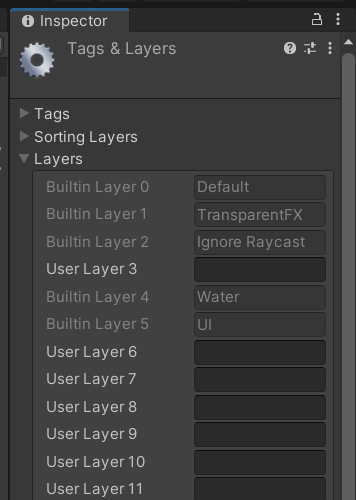 Inspector
Tags & Layers
Tags
Sorting Layers
Layers
Builtin Layer 0 Default
Builtin Layer 1 TransparentFX
Builtin Layer 2 Ignore Raycast
User Layer 3
Builtin Layer 4 Water
Builtin Layer 5 UI
User Layer 6
User Layer 7
User Layer 8
User Layer 9
User Layer 10
User Layer 11